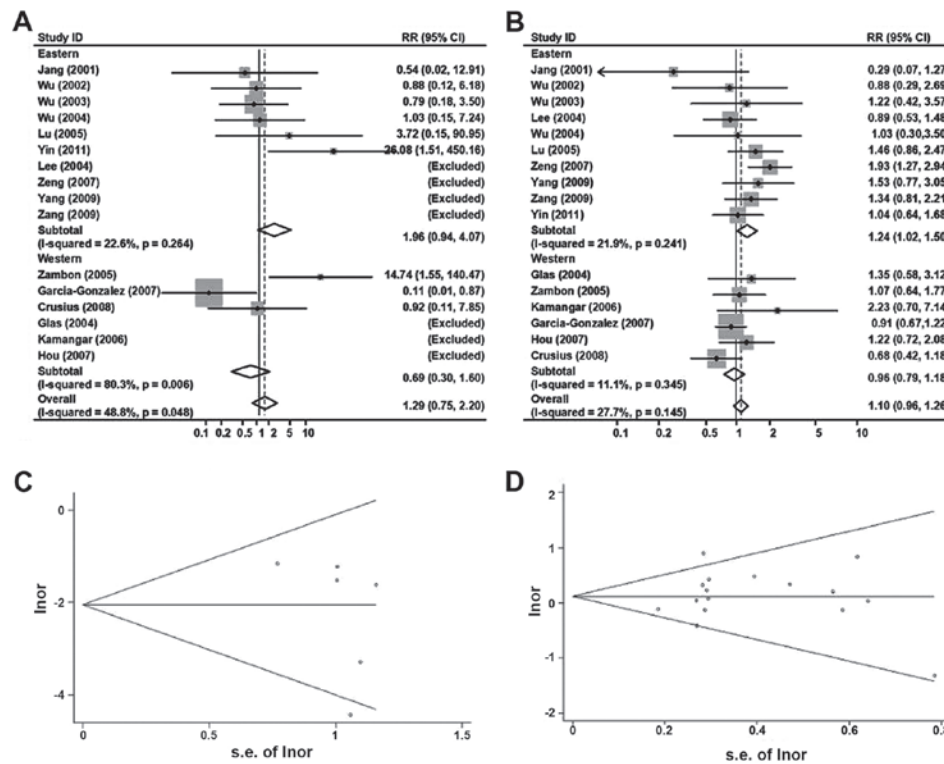 A
Study ID RR (95% CI)
Eastern
Jang (2001) 0.54 (0.02, 12.91)
Wu (2002) 0.88 (0.12, 6.18)
Wu (2003) 0.79 (0.18, 3.50)
Wu (2004) 1.03 (0.15, 7.24)
Lu (2005) 3.72 (0.15, 90.95)
Yin (2011) 26.08 (1.51, 450.16)
Lee (2004) (Excluded)
Zeng (2007) (Excluded)
Yang (2009) (Excluded)
Zang (2009) (Excluded)
Subtotal
(I-squared = 22.6%, p = 0.264) 1.96 (0.94, 4.07)
Western
Zambon (2005) 14.74 (1.55, 140.47)
Garcia-Gonzalez (2007) 0.11 (0.01, 0.87)
Crusius (2008) 0.92 (0.11, 7.85)
Glas (2004) (Excluded)
Kamangar (2006) (Excluded)
Hou (2007) (Excluded)
Subtotal
(I-squared = 80.3%, p = 0.006) 0.69 (0.30, 1.60)
Overall
(I-squared = 48.8%, p = 0.048) 1.29 (0.75, 2.20)
0.1 0.2 0.5 1 2 5 10
B
Study ID RR (95% CI)
Eastern
Jang (2001) 0.29 (0.07, 1.27
Wu (2002) 0.88 (0.29, 2.69
Wu (2003) 1.22 (0.42, 3.57
Lee (2004) 0.89 (0.53, 1.48
Wu (2004) 1.03 (0.30, 3.50
Lu (2005) 1.46 (0.86, 2.47
Zeng (2007) 1.93 (1.27, 2.94
Yang (2009) 1.53 (0.77, 3.05
Zang (2009) 1.34 (0.81, 2.21
Yin (2011) 1.04 (0.64, 1.68
Subtotal
(I-squared = 21.9%, p = 0.241) 1.24 (1.02, 1.50
Western
Glas (2004) 1.35 (0.58, 3.12
Zambon (2005) 1.07 (0.64, 1.77
Kamangar (2006) 2.23 (0.70, 7.14
Garcia-Gonzalez (2007) 0.91 (0.67,1.22
Hou (2007) 1.22 (0.72, 2.08
Crusius (2008) 0.68 (0.42, 1.18
Subtotal
(I-squared = 11.1%, p = 0.345) 0.96 (0.79, 1.18
Overall
(I-squared = 27.7%, p = 0.145) 1.10 (0.96, 1.26
0.1 0.2 0.5 1 2 5 10
C
0
-2
-4
lnor
0 0.5 1 1.5
s.e. of lnor
D
2
1
0
-1
-2
lnor
0 0.2 0.4 0.6 0.8
s.e. of lnor